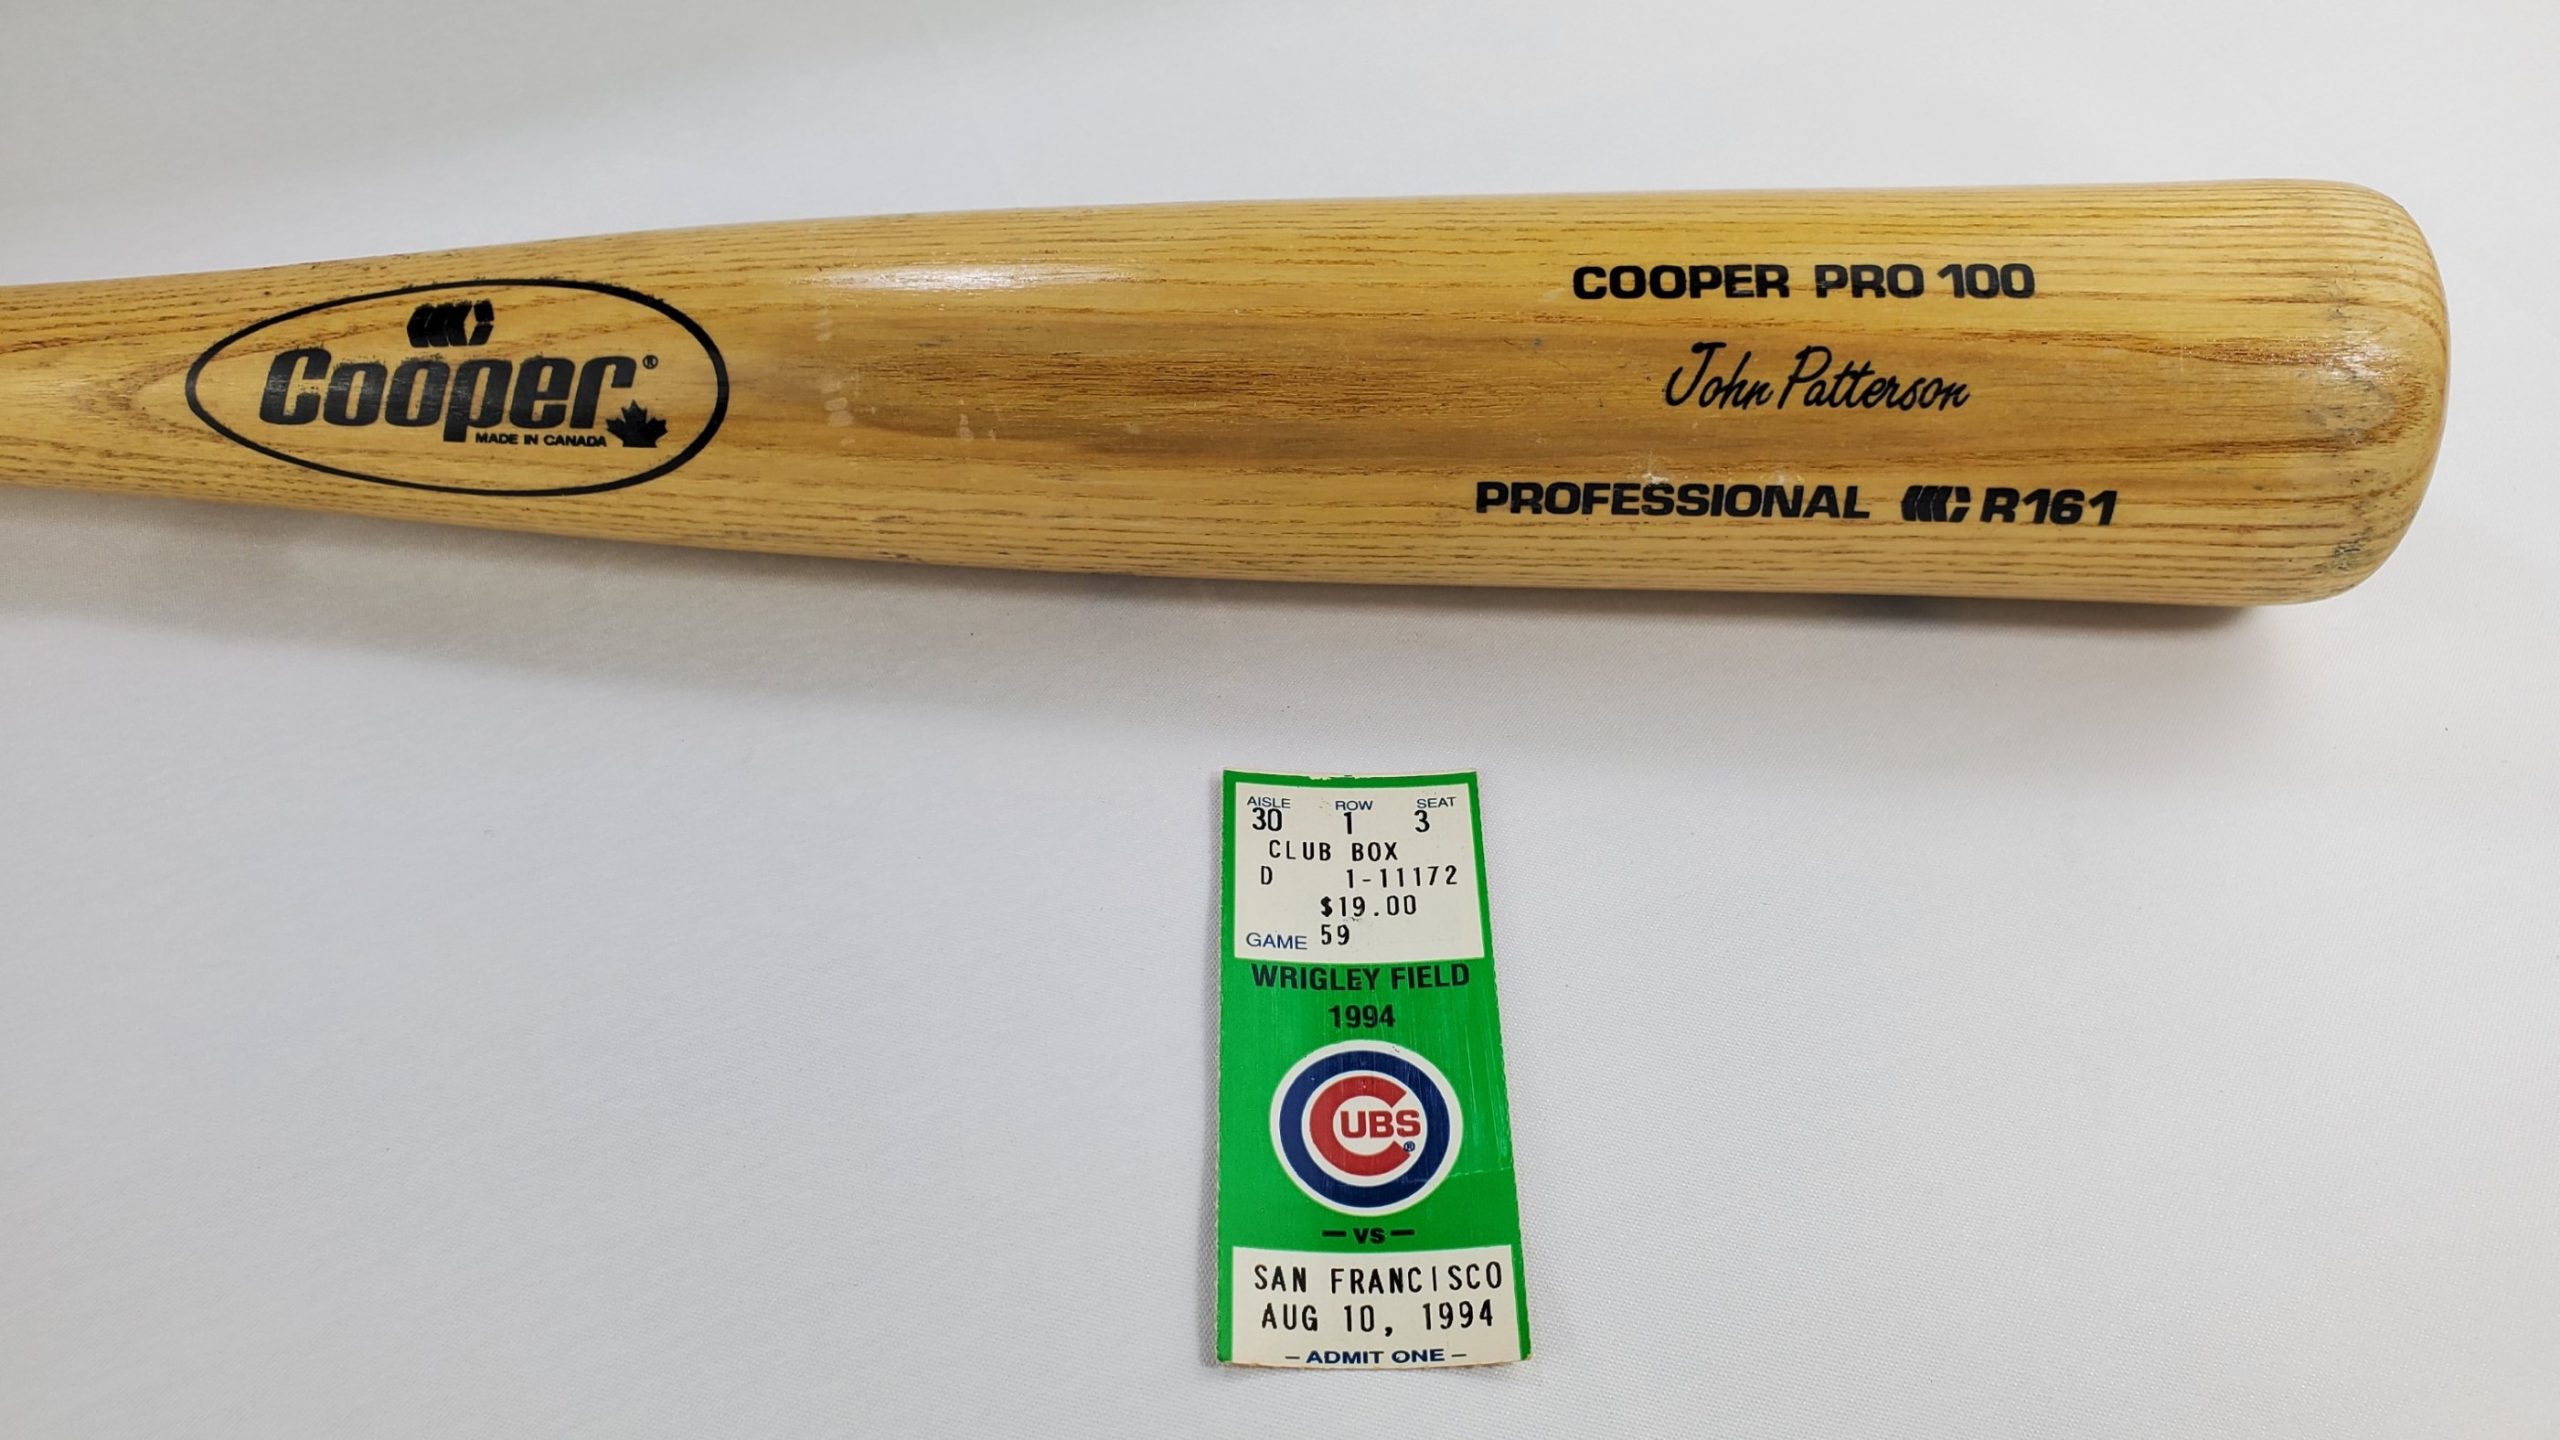 Cooper®
MADE IN CANADA
COOPER PRO 100
John Patterson
PROFESSIONAL R161
AISLE ROW SEAT
30 1 3
CLUB BOX
D 1-11172
$19.00
GAME 59
WRIGLEY FIELD
1994
CUBS®
— VS —
SAN FRANCISCO
AUG 10, 1994
– ADMIT ONE –